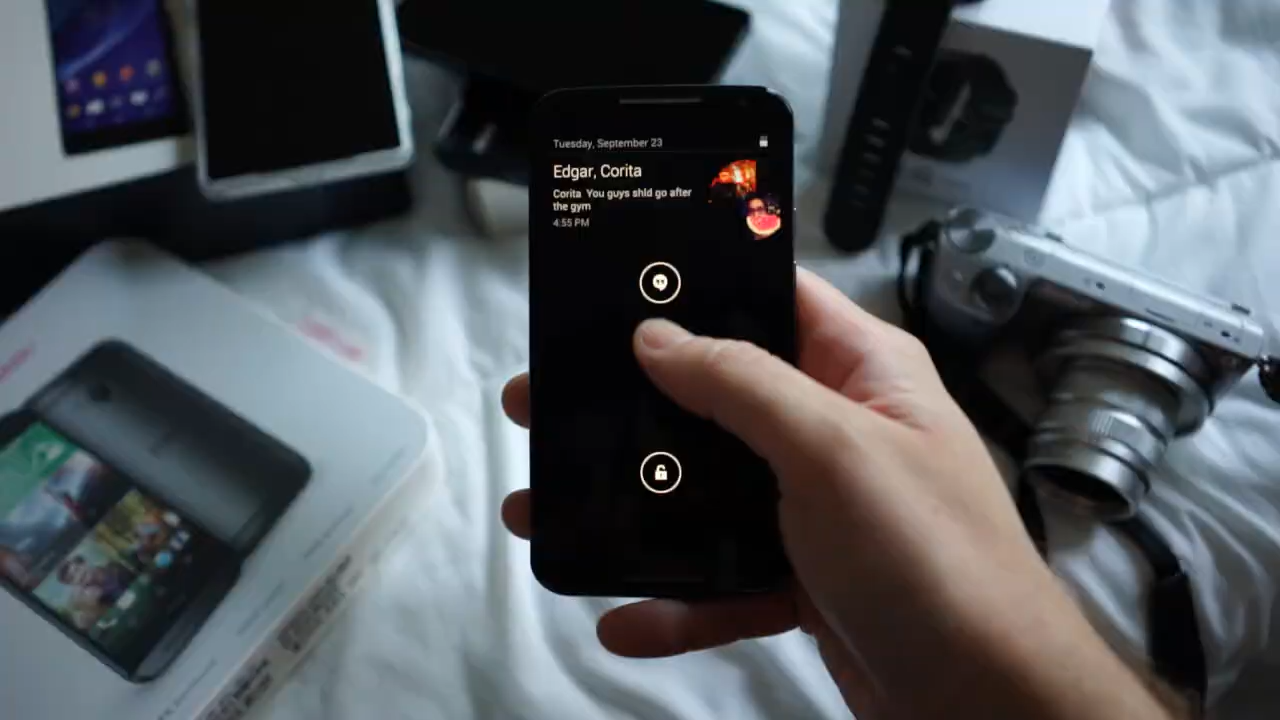 Tuesday, September 23
Edgar, Corita
Corita You guys shld go after
the gym
4:55 PM